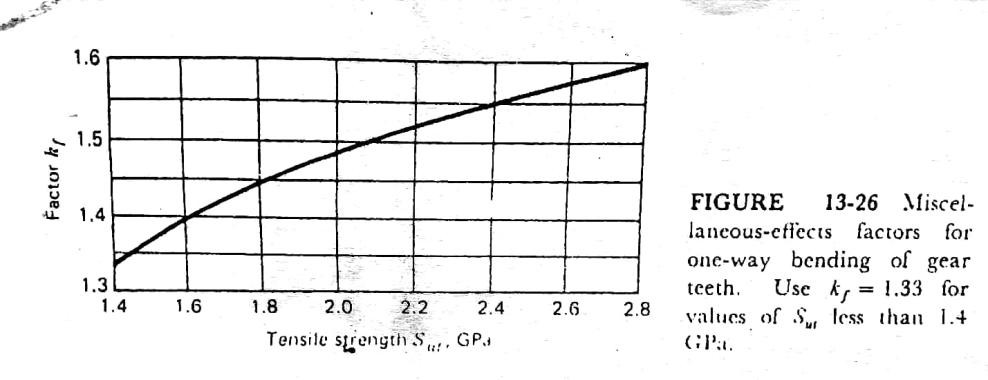 1.6
1.5
1.4
1.3
Factor k_f
1.4 1.6 1.8 2.0 2.2 2.4 2.6 2.8
Tensile strength S_ut, GPa
FIGURE 13-26 Miscel-
laneous-effects factors for
one-way bending of gear
teeth. Use k_f = 1.33 for
values of S_ut less than 1.4
GPa.